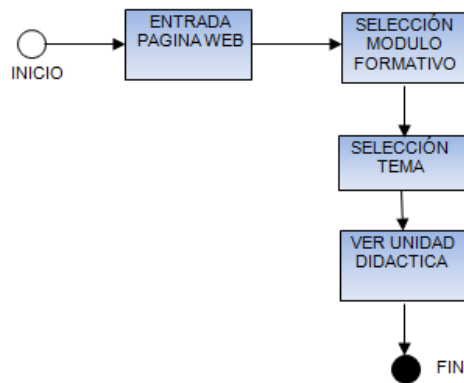 INICIO
ENTRADA
PAGINA WEB
SELECCIÓN
MODULO
FORMATIVO
SELECCIÓN
TEMA
VER UNIDAD
DIDACTICA
FIN